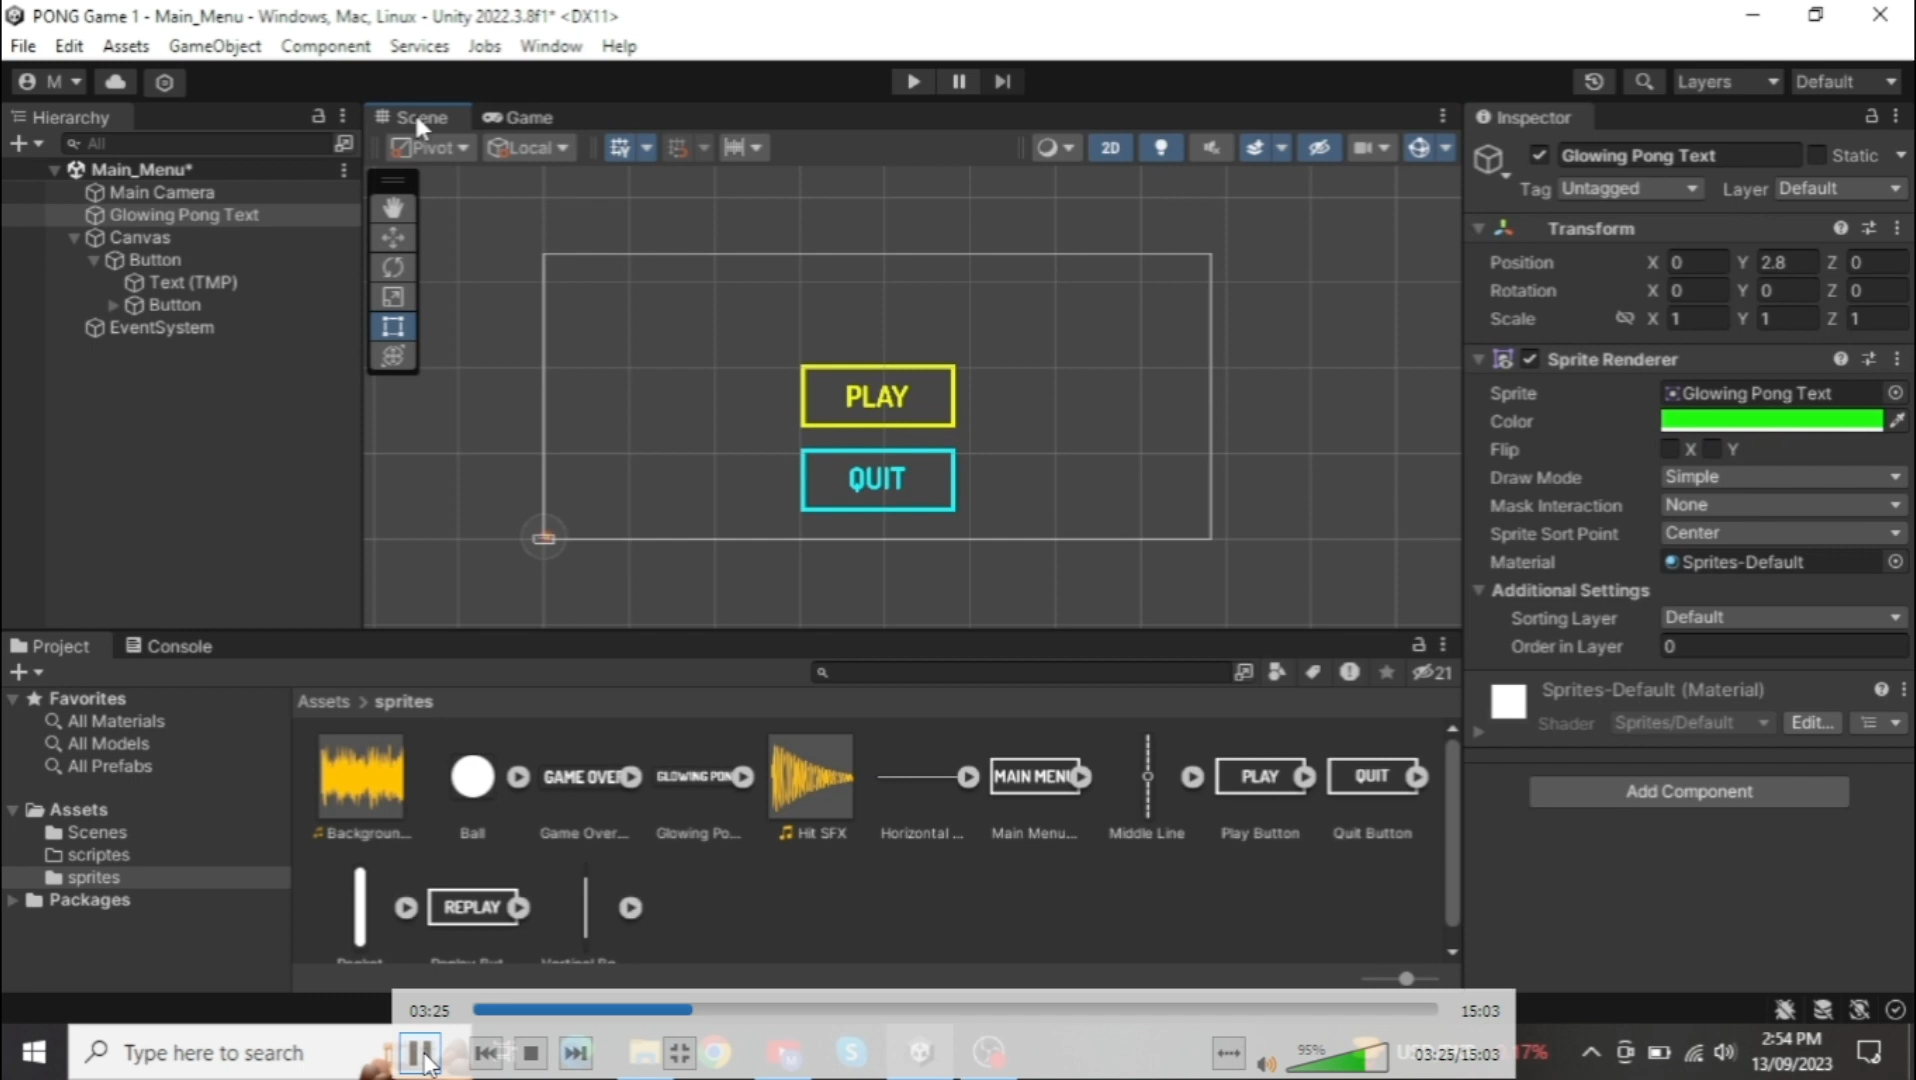 PONG Game 1 - Main_Menu - Windows, Mac, Linux - Unity 2022.3.8f1* <DX11>
File Edit Assets GameObject Component Services Jobs Window Help
M
Layers Default
Hierarchy
All
Main_Menu*
Main Camera
Glowing Pong Text
Canvas
Button
Text (TMP)
Button
EventSystem
Scene Game
Pivot Local 2D
PLAY
QUIT
Inspector
Glowing Pong Text Static
Tag Untagged Layer Default
Transform
Position X 0 Y 2.8 Z 0
Rotation X 0 Y 0 Z 0
Scale X 1 Y 1 Z 1
Sprite Renderer
Sprite Glowing Pong Text
Color
Flip X Y
Draw Mode Simple
Mask Interaction None
Sprite Sort Point Center
Material Sprites-Default
Additional Settings
Sorting Layer Default
Order in Layer 0
Sprites-Default (Material)
Shader Sprites/Default Edit...
Add Component
Project Console
21
Favorites
All Materials
All Models
All Prefabs
Assets
Scenes
scriptes
sprites
Packages
Assets > sprites
GAME OVER GLOWING PON MAIN MENU PLAY QUIT
Backgroun... Ball Game Over... Glowing Po... Hit SFX Horizontal ... Main Menu... Middle Line Play Button Quit Button
REPLAY
03:25 15:03
Type here to search
95% 03:25/15:03
2:54 PM
13/09/2023